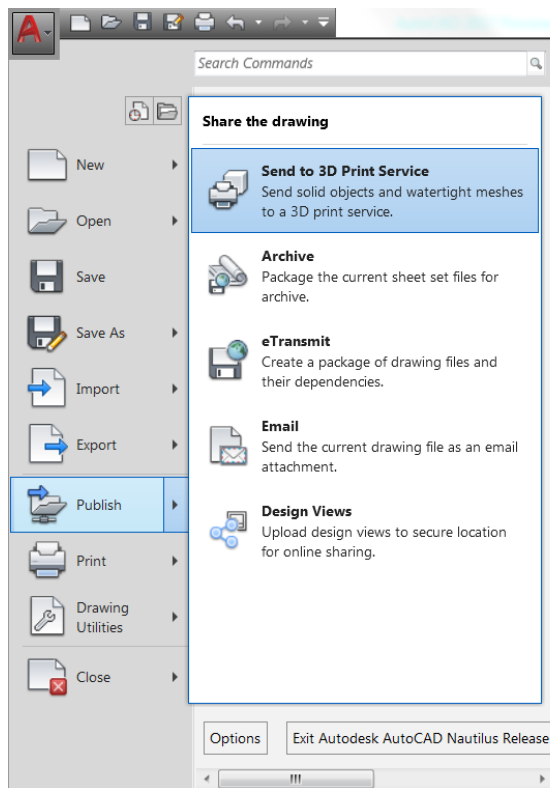 Search Commands
Share the drawing
New
Open
Save
Save As
Import
Export
Publish
Print
Drawing
Utilities
Close
Send to 3D Print Service
Send solid objects and watertight meshes
to a 3D print service.
Archive
Package the current sheet set files for
archive.
eTransmit
Create a package of drawing files and
their dependencies.
Email
Send the current drawing file as an email
attachment.
Design Views
Upload design views to secure location
for online sharing.
Options
Exit Autodesk AutoCAD Nautilus Release